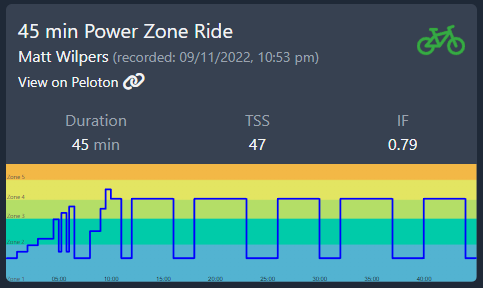 45 min Power Zone Ride
Matt Wilpers (recorded: 09/11/2022, 10:53 pm)
View on Peloton
Duration TSS IF
45 min 47 0.79
Zone 5
Zone 4
Zone 3
Zone 2
Zone 1
05:00 10:00 15:00 20:00 25:00 30:00 35:00 40:00